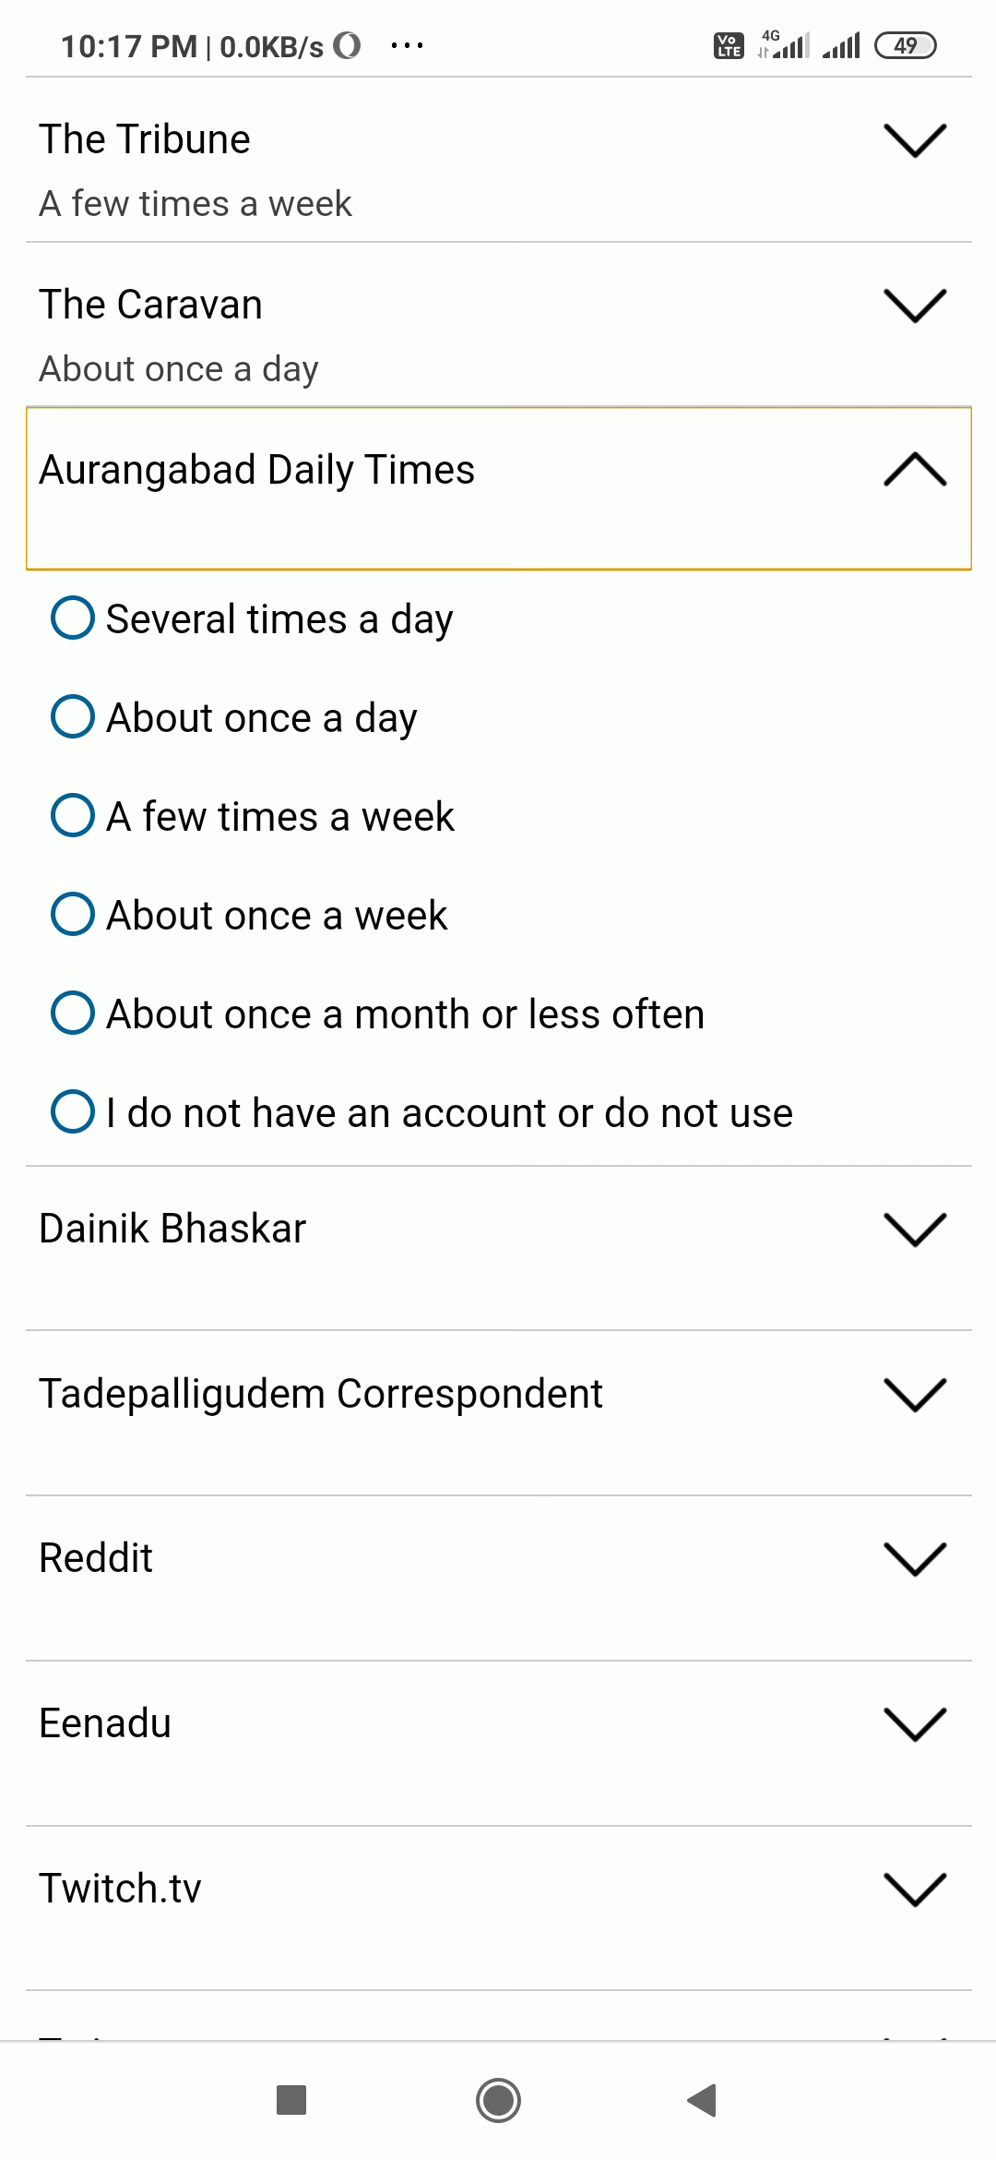 10:17 PM | 0.0KB/s ... Vo LTE 4G 49
The Tribune
A few times a week
The Caravan
About once a day
Aurangabad Daily Times
Several times a day
About once a day
A few times a week
About once a week
About once a month or less often
I do not have an account or do not use
Dainik Bhaskar
Tadepalligudem Correspondent
Reddit
Eenadu
Twitch.tv